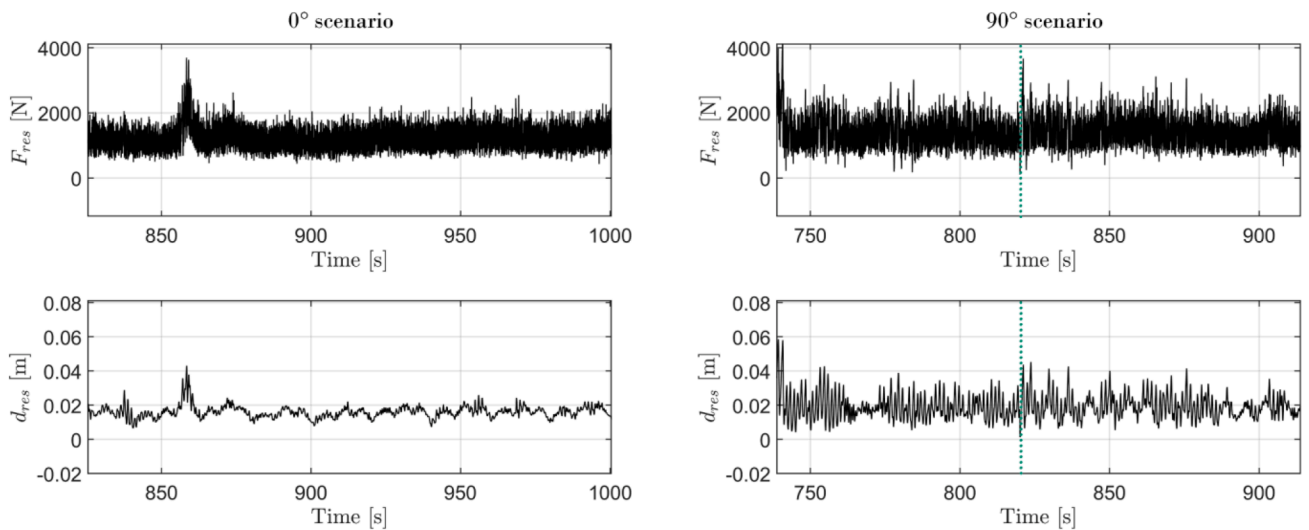 0° scenario
4000
2000
0
F_res [N]
850 900 950 1000
Time [s]
90° scenario
4000
2000
0
F_res [N]
750 800 850 900
Time [s]
0.08
0.06
0.04
0.02
0
-0.02
d_res [m]
850 900 950 1000
Time [s]
0.08
0.06
0.04
0.02
0
-0.02
d_res [m]
750 800 850 900
Time [s]